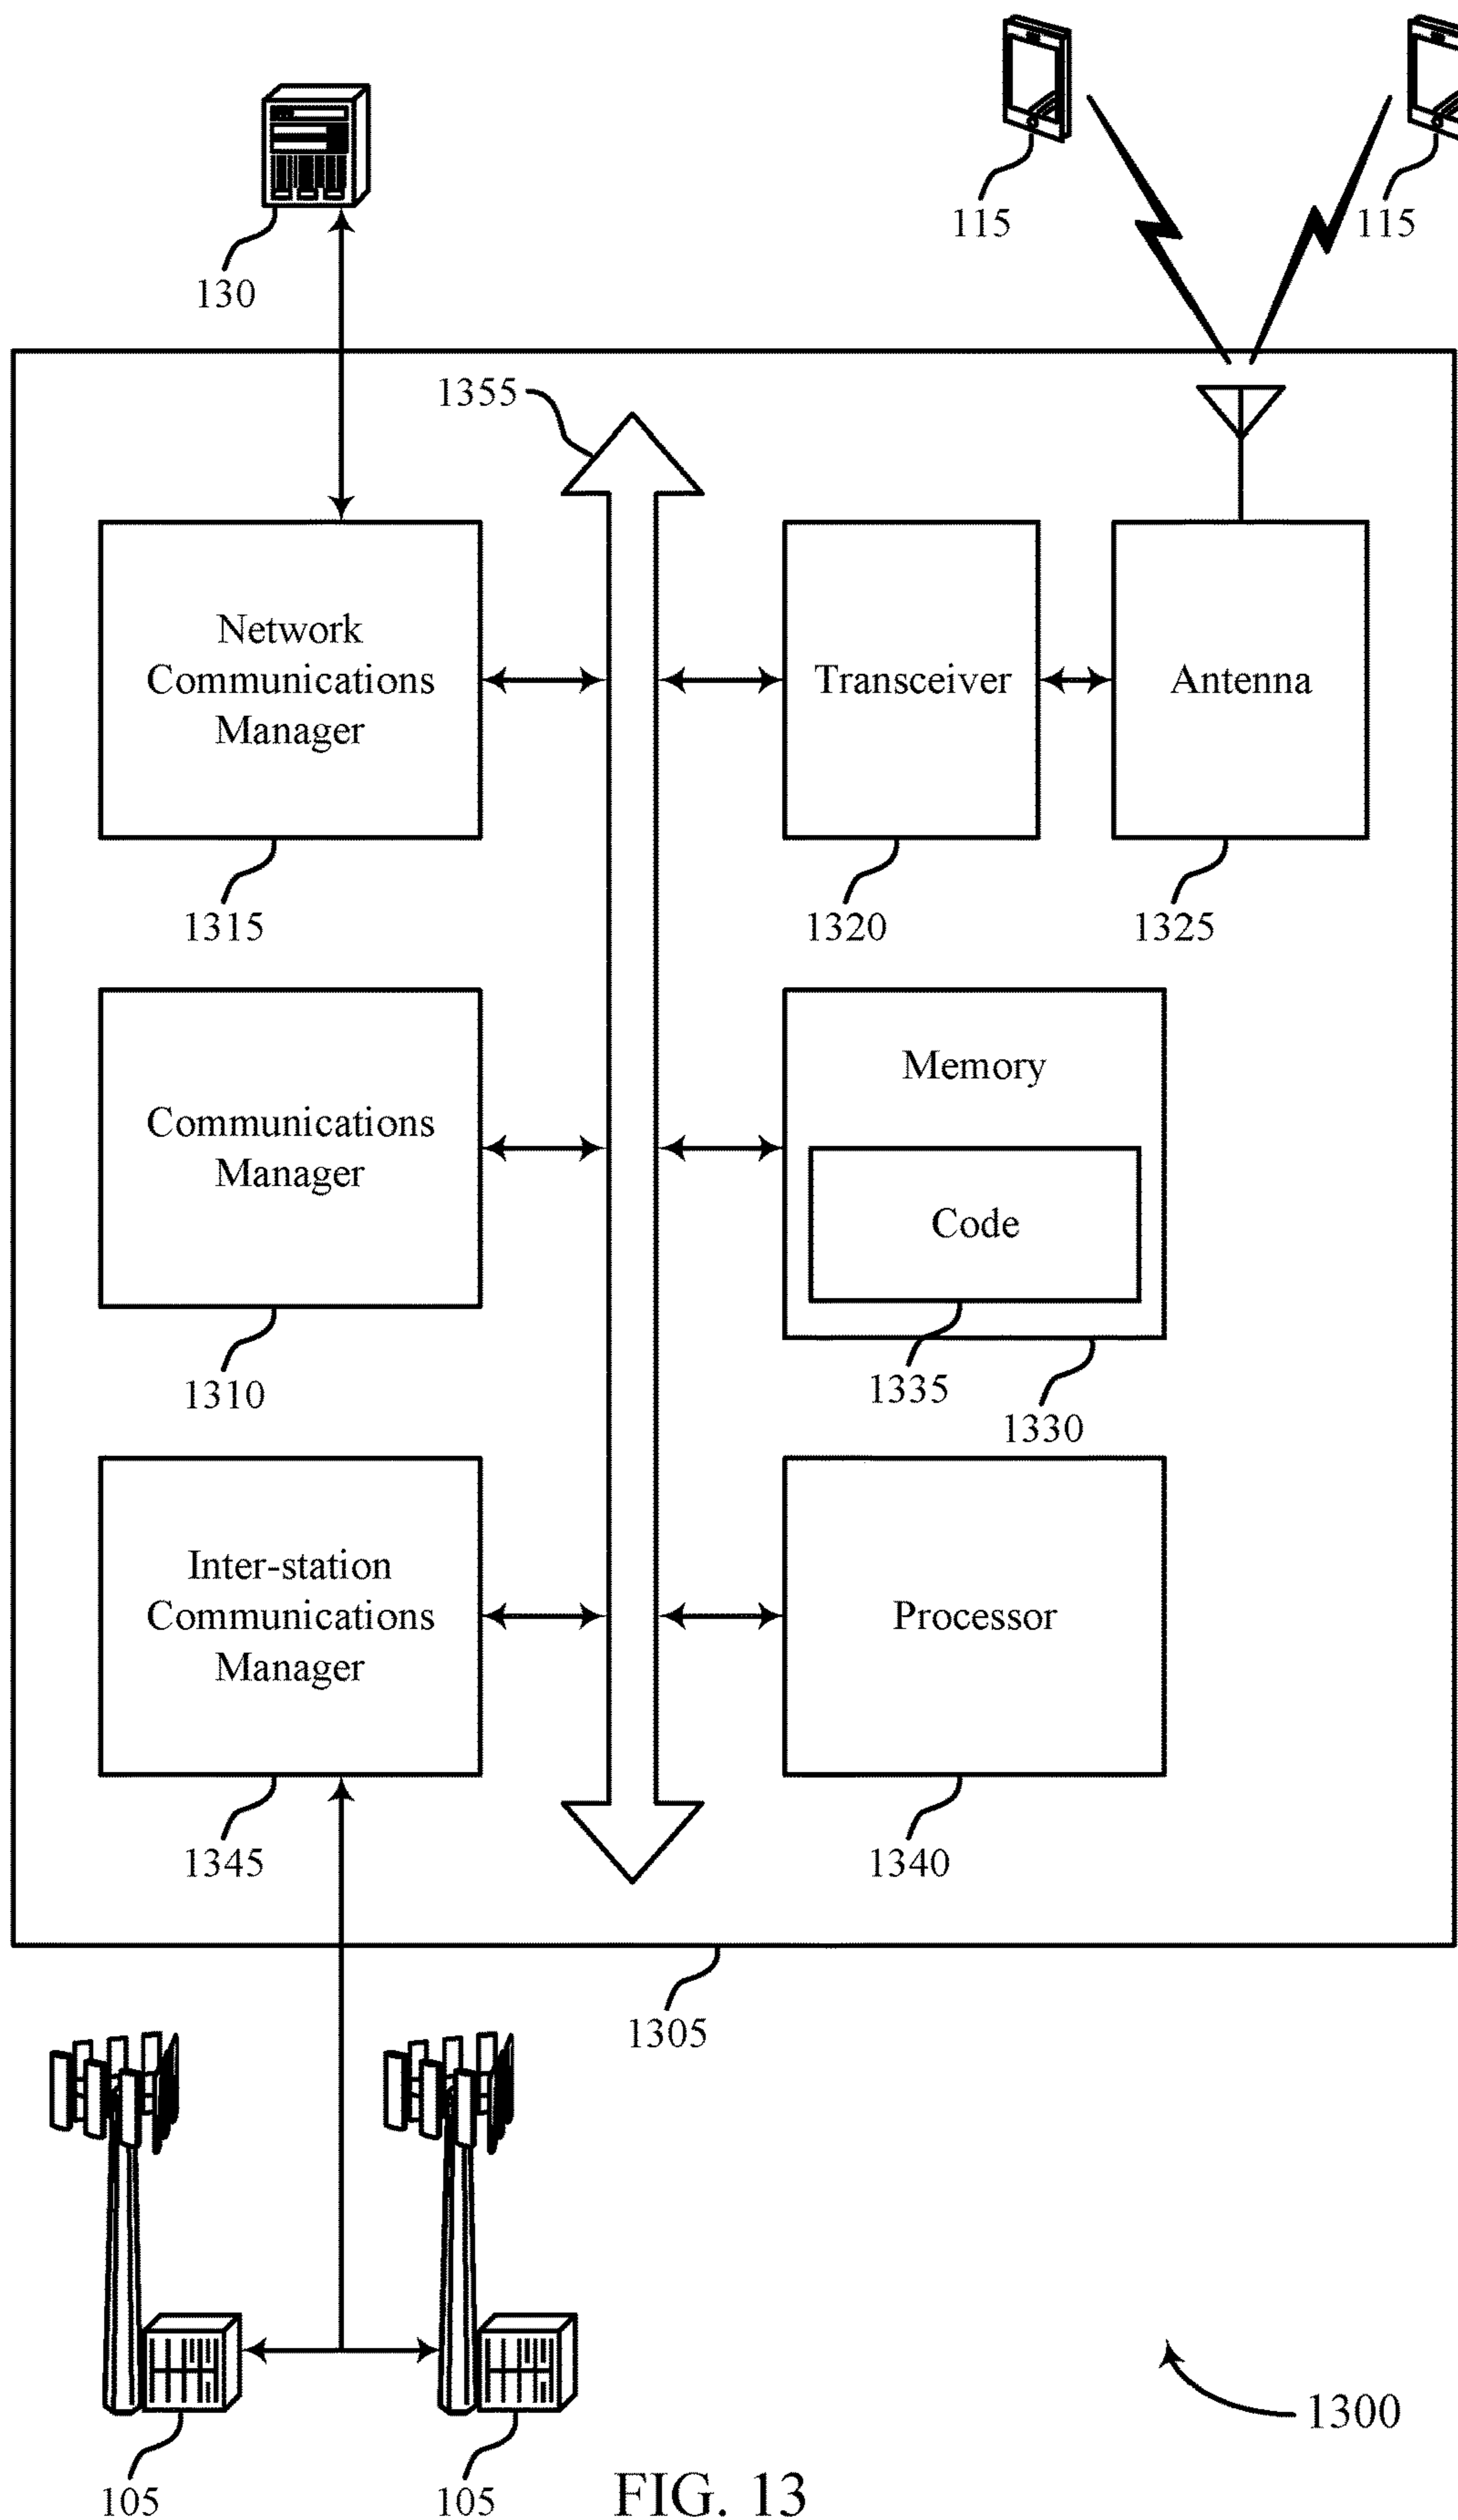 115
115
130
1355
Network
Communications
Manager
Transceiver
Antenna
1315
1320
1325
Communications
Manager
Memory
Code
1310
1335
1330
Inter-station
Communications
Manager
Processor
1345
1340
1305
1300
105
105
FIG. 13